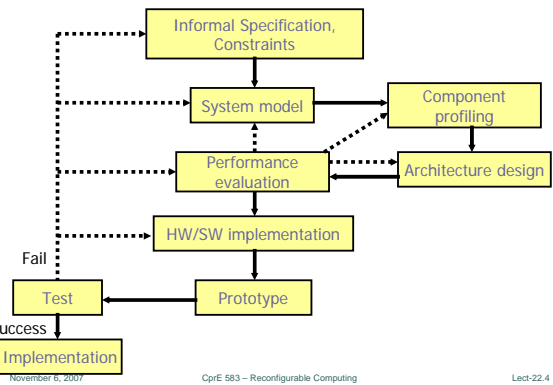 Informal Specification,
Constraints
System model
Component
profiling
Performance
evaluation
Architecture design
HW/SW implementation
Fail
Test
Prototype
uccess
Implementation
November 6, 2007
CprE 583 – Reconfigurable Computing
Lect-22.4